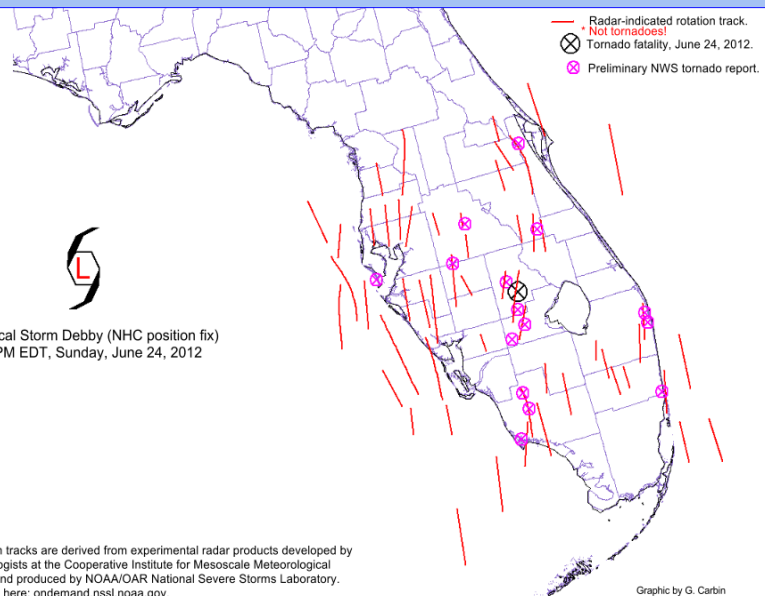 Radar-indicated rotation track.
* Not tornadoes!
Tornado fatality, June 24, 2012.
Preliminary NWS tornado report.
L
cal Storm Debby (NHC position fix)
PM EDT, Sunday, June 24, 2012
n tracks are derived from experimental radar products developed by
ogists at the Cooperative Institute for Mesoscale Meteorological
nd produced by NOAA/OAR National Severe Storms Laboratory.
here: ondemand.nssl.noaa.gov
Graphic by G. Carbin